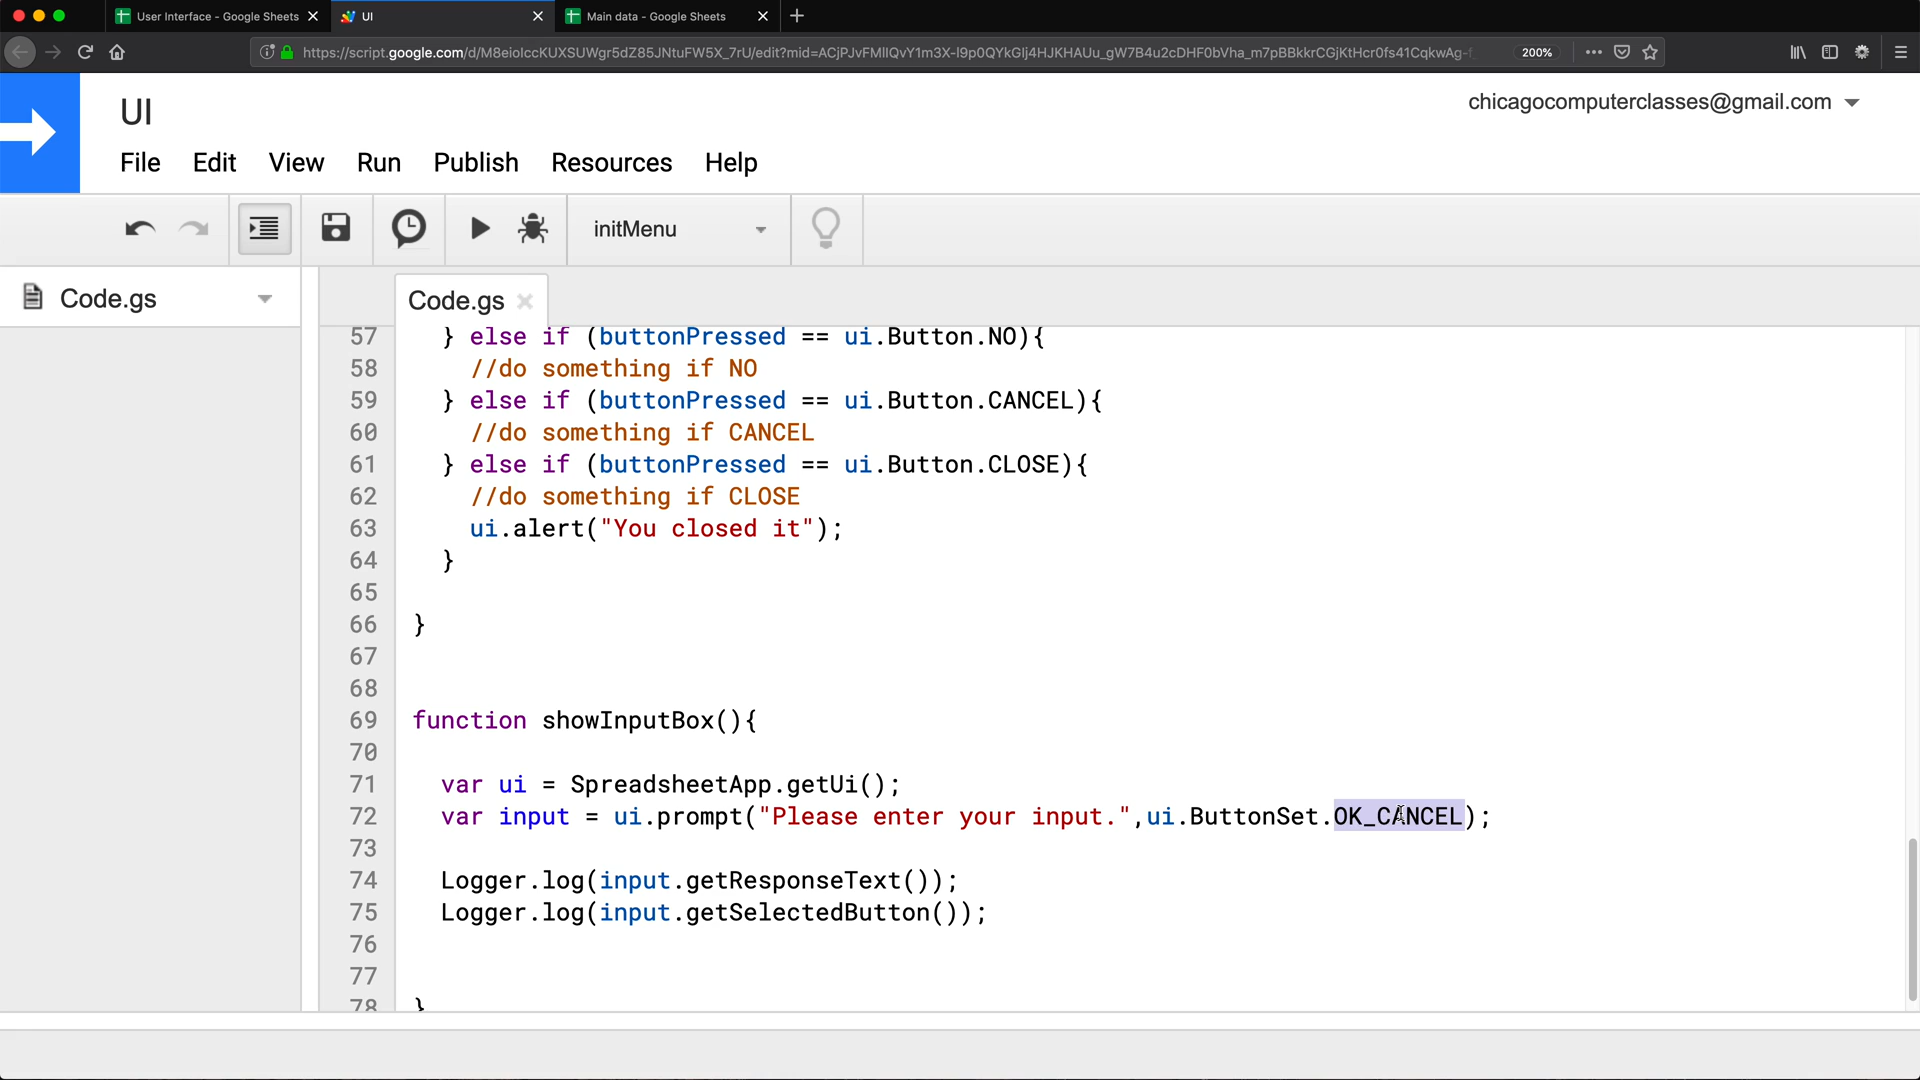 User Interface - Google Sheets
UI
Main data - Google Sheets
200%
UI
chicagocomputerclasses@gmail.com
File Edit View Run Publish Resources Help
initMenu
Code.gs
Code.gs
57 } else if (buttonPressed == ui.Button.NO){
58 //do something if NO
59 } else if (buttonPressed == ui.Button.CANCEL){
60 //do something if CANCEL
61 } else if (buttonPressed == ui.Button.CLOSE){
62 //do something if CLOSE
63 ui.alert("You closed it");
64 }
65
66 }
67
68
69 function showInputBox(){
70
71 var ui = SpreadsheetApp.getUi();
72 var input = ui.prompt("Please enter your input.",ui.ButtonSet.OK_CANCEL);
73
74 Logger.log(input.getResponseText());
75 Logger.log(input.getSelectedButton());
76
77
78 }